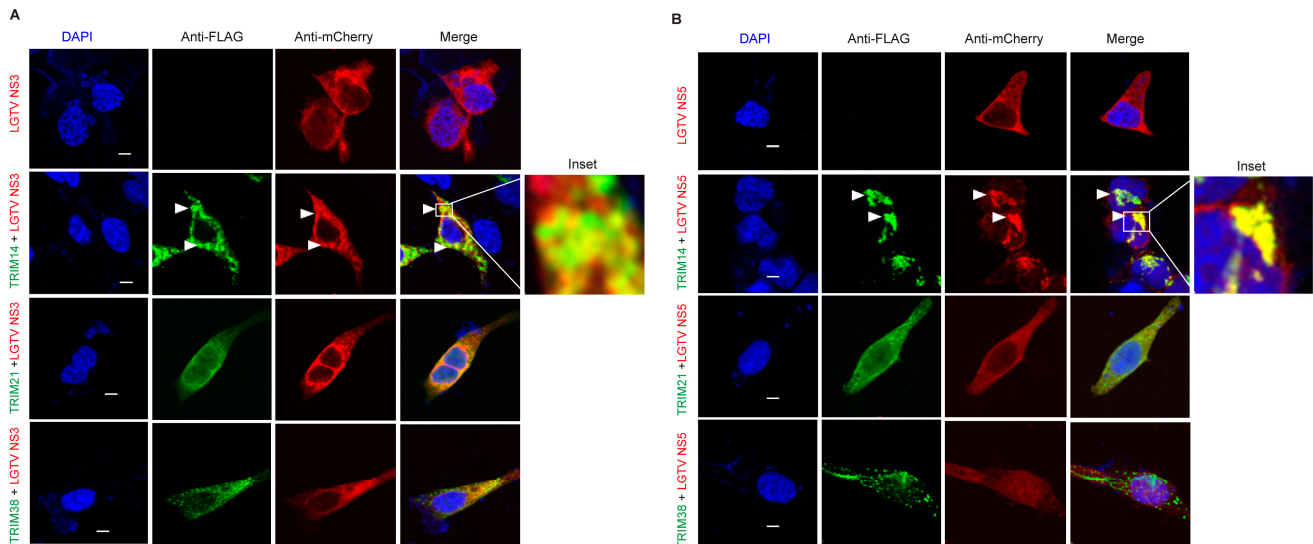 A
DAPI
Anti-FLAG
Anti-mCherry
Merge
LGTV NS3
TRIM14 + LGTV NS3
Inset
TRIM21 +LGTV NS3
TRIM38 + LGTV NS3
B
DAPI
Anti-FLAG
Anti-mCherry
Merge
LGTV NS5
TRIM14 + LGTV NS5
Inset
TRIM21 +LGTV NS5
TRIM38 + LGTV NS5